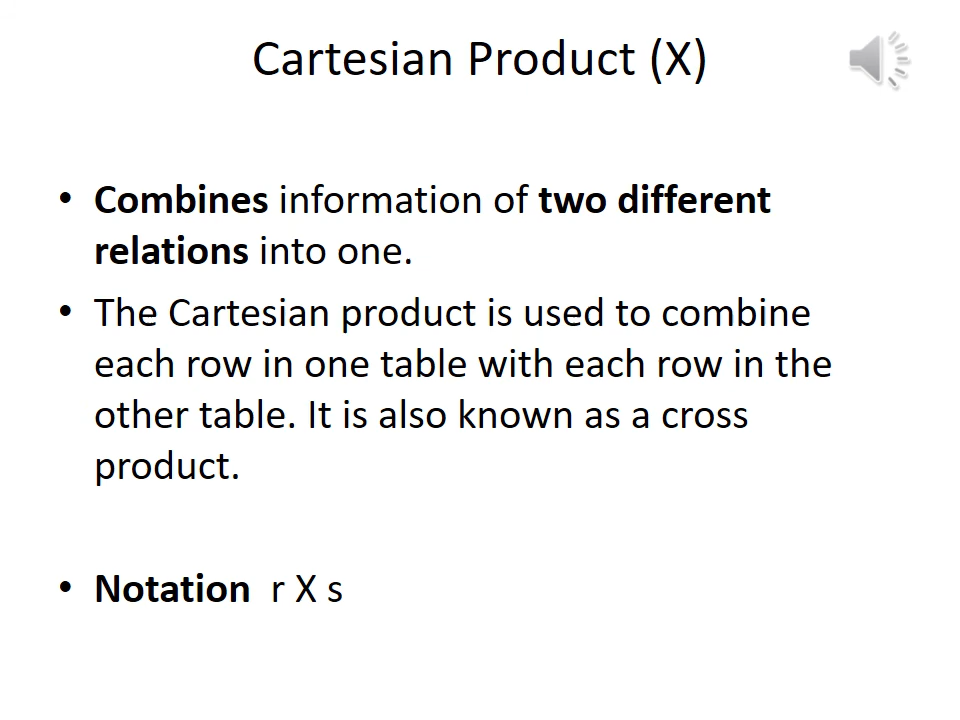 Cartesian Product (X)
• Combines information of two different
relations into one.
• The Cartesian product is used to combine
each row in one table with each row in the
other table. It is also known as a cross
product.
• Notation  r X s